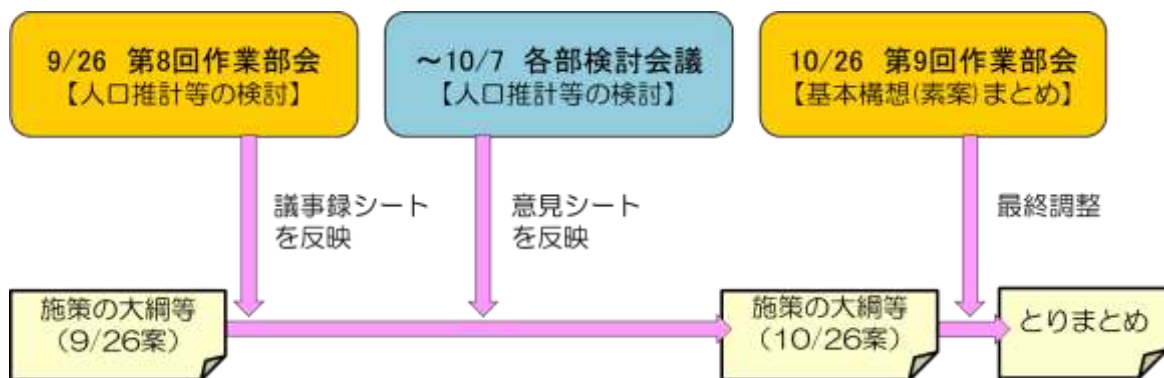 9/26 第8回作業部会
【人口推計等の検討】
～10/7 各部検討会議
【人口推計等の検討】
10/26 第9回作業部会
【基本構想(素案)まとめ】
議事録シート
を反映
意見シート
を反映
最終調整
施策の大綱等
（9/26案）
施策の大綱等
（10/26案）
とりまとめ